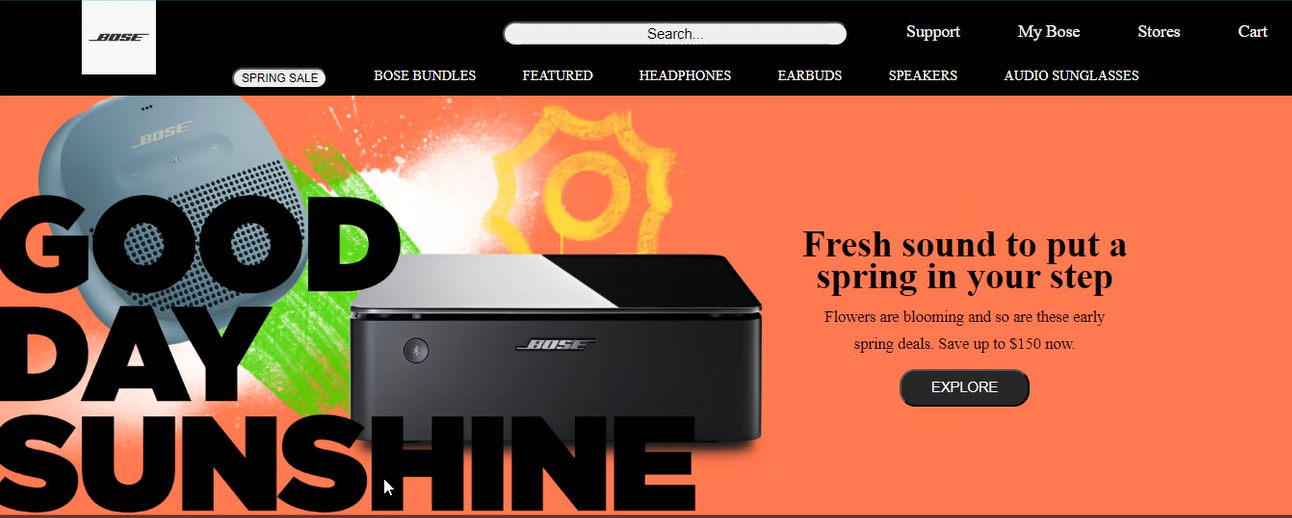 BOSE
Search...
Support
My Bose
Stores
Cart
SPRING SALE
BOSE BUNDLES
FEATURED
HEADPHONES
EARBUDS
SPEAKERS
AUDIO SUNGLASSES
BOSE
GOOD
DAY
SUNSHINE
BOSE
Fresh sound to put a
spring in your step
Flowers are blooming and so are these early
spring deals. Save up to $150 now.
EXPLORE